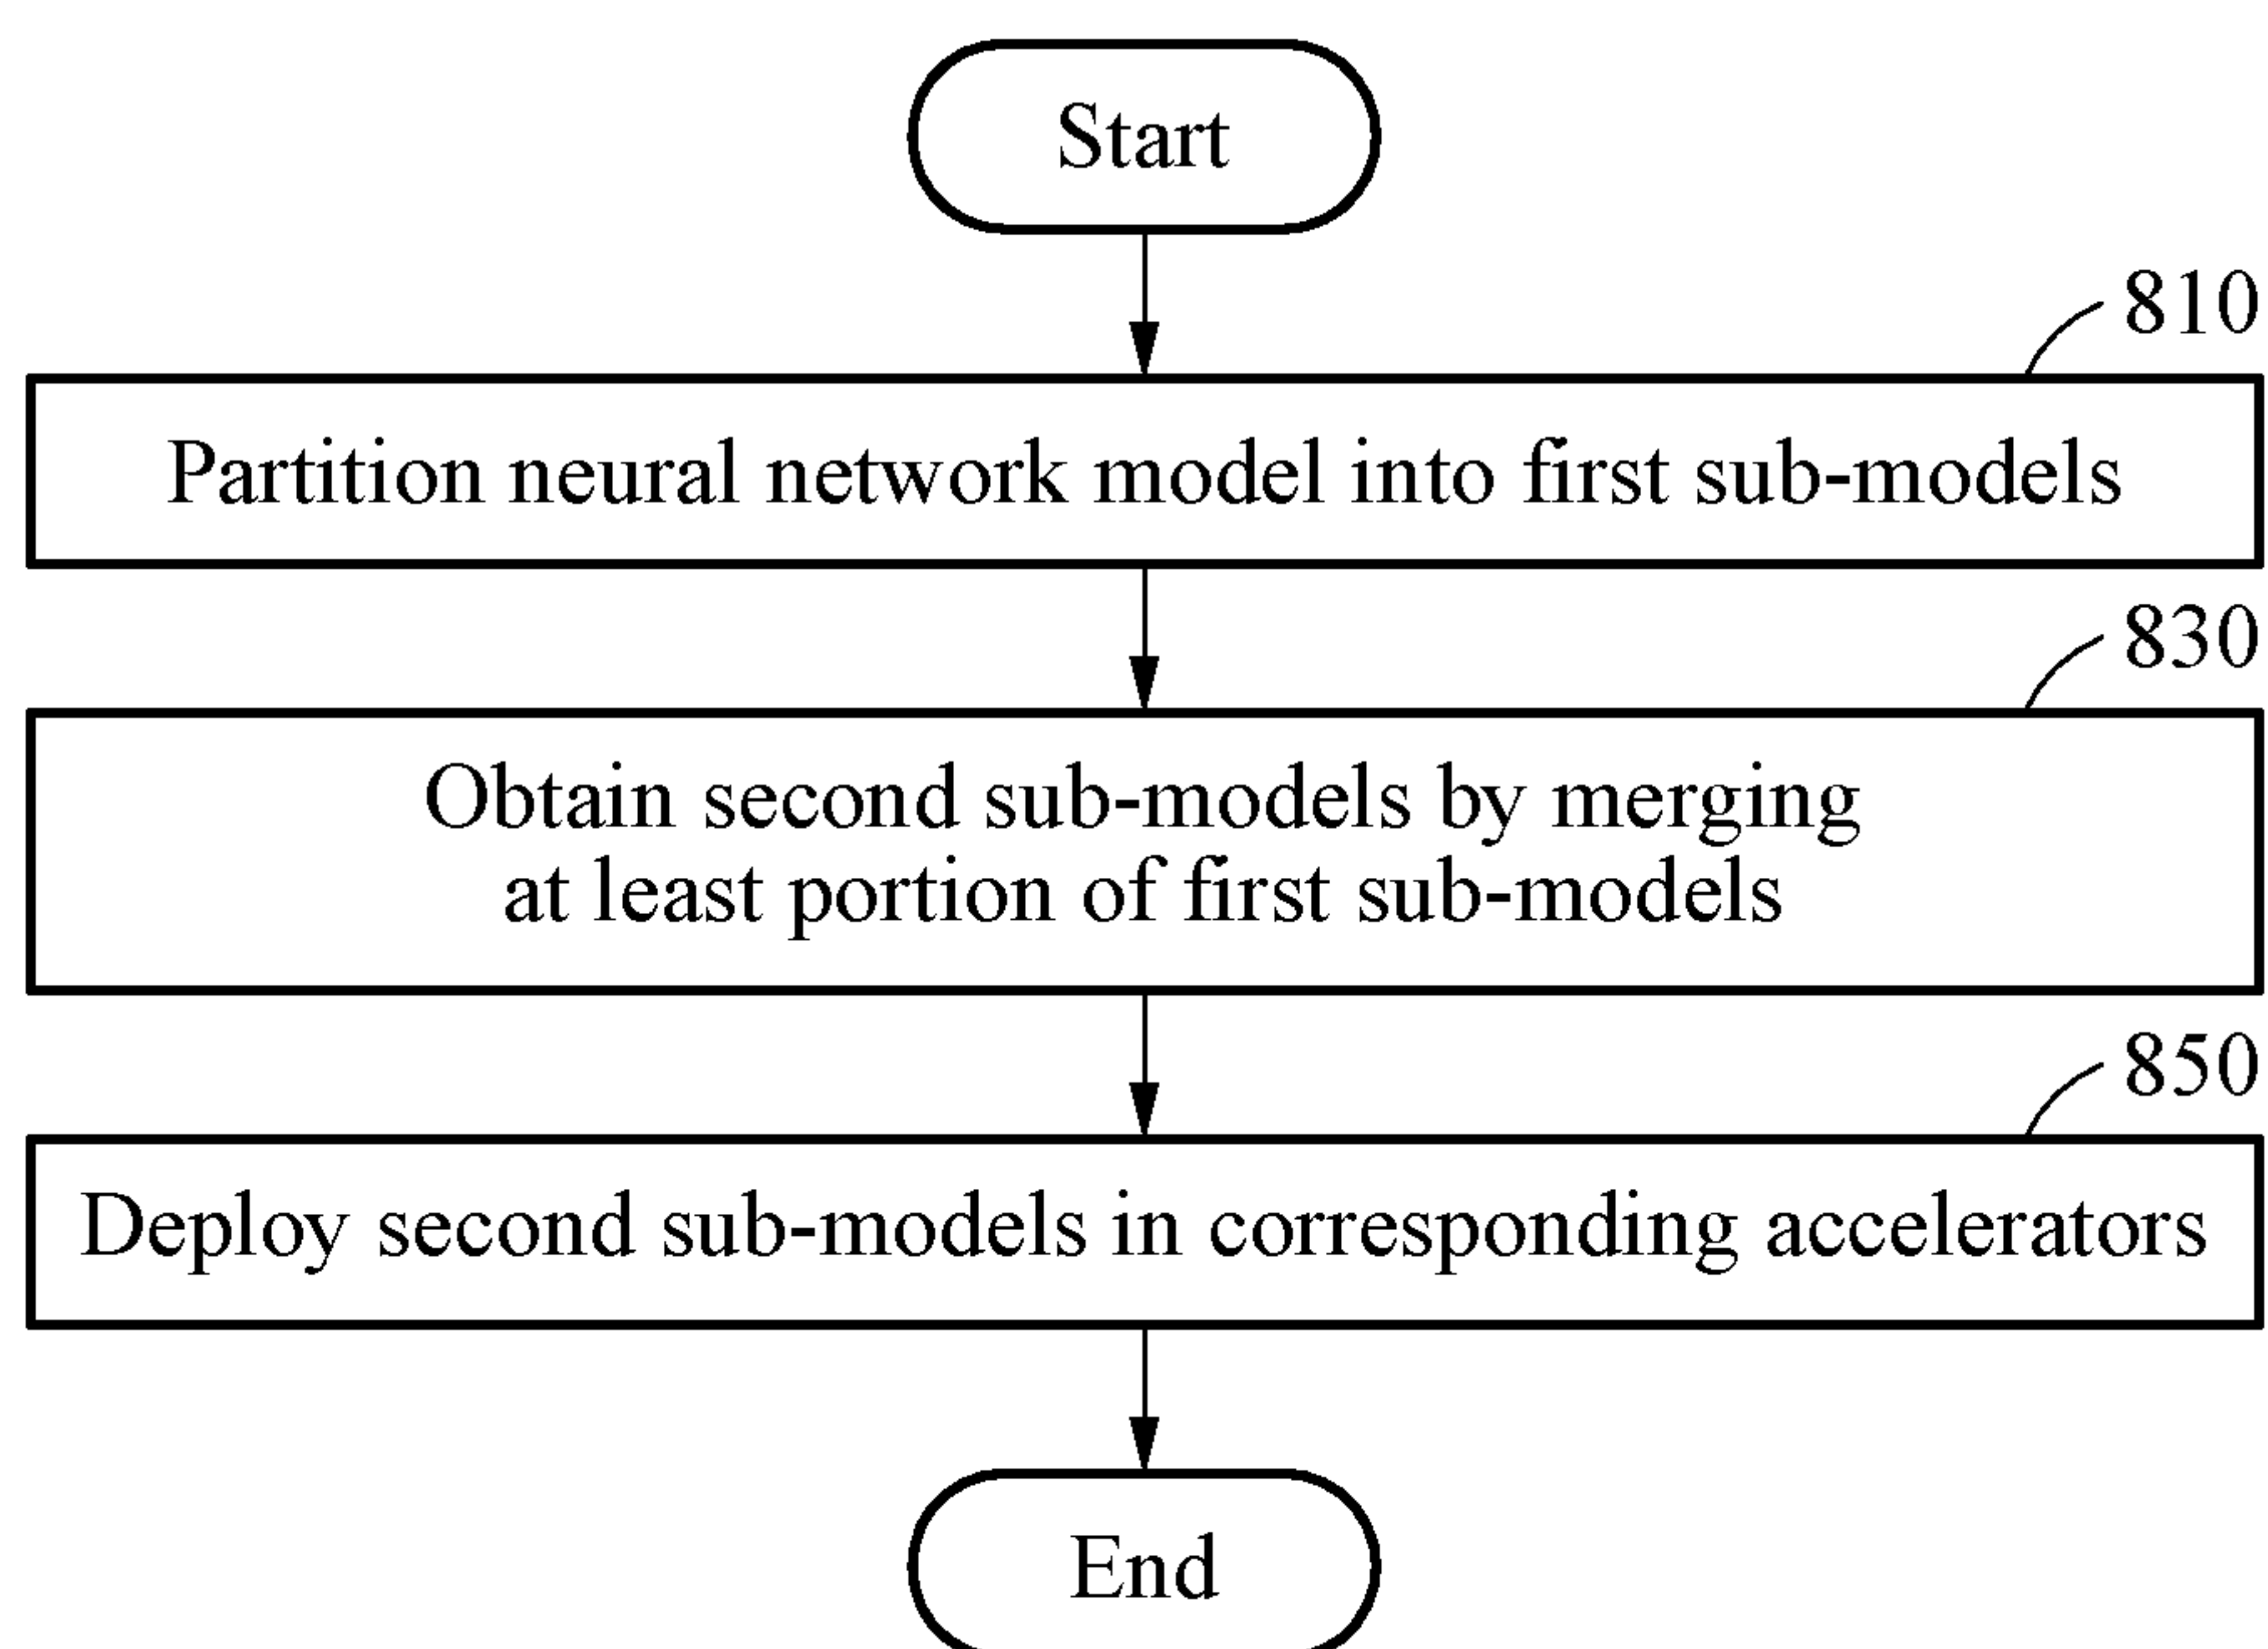 Start
810
Partition neural network model into first sub-models
830
Obtain second sub-models by merging
at least portion of first sub-models
850
Deploy second sub-models in corresponding accelerators
End